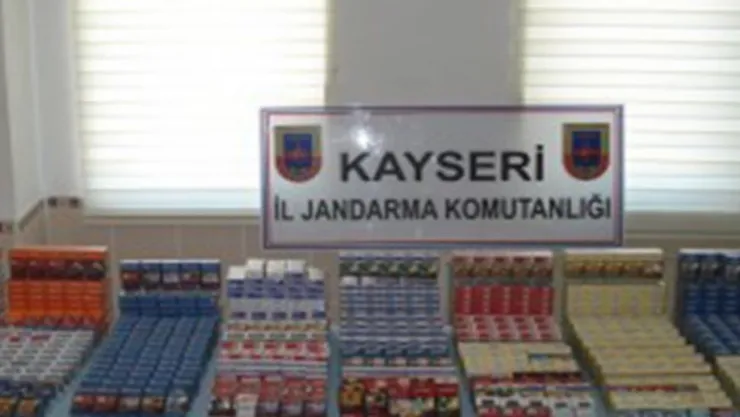 KAYSERİ
İL JANDARMA KOMUTANLIĞI